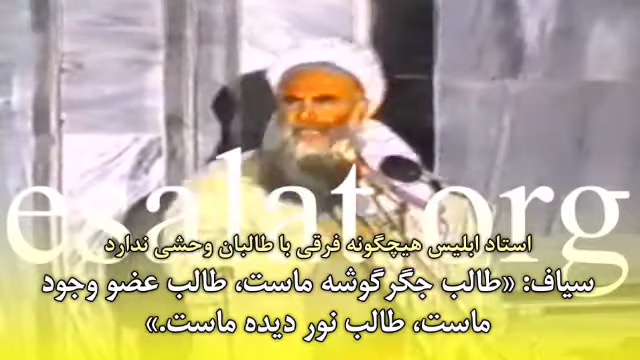 esalat.org
استاد ابلیس هیچگونه فرقی با طالبان وحشی ندارد
سیاف: «طالب جگرگوشه ماست، طالب عضو وجود
ماست، طالب نور دیده ماست.»